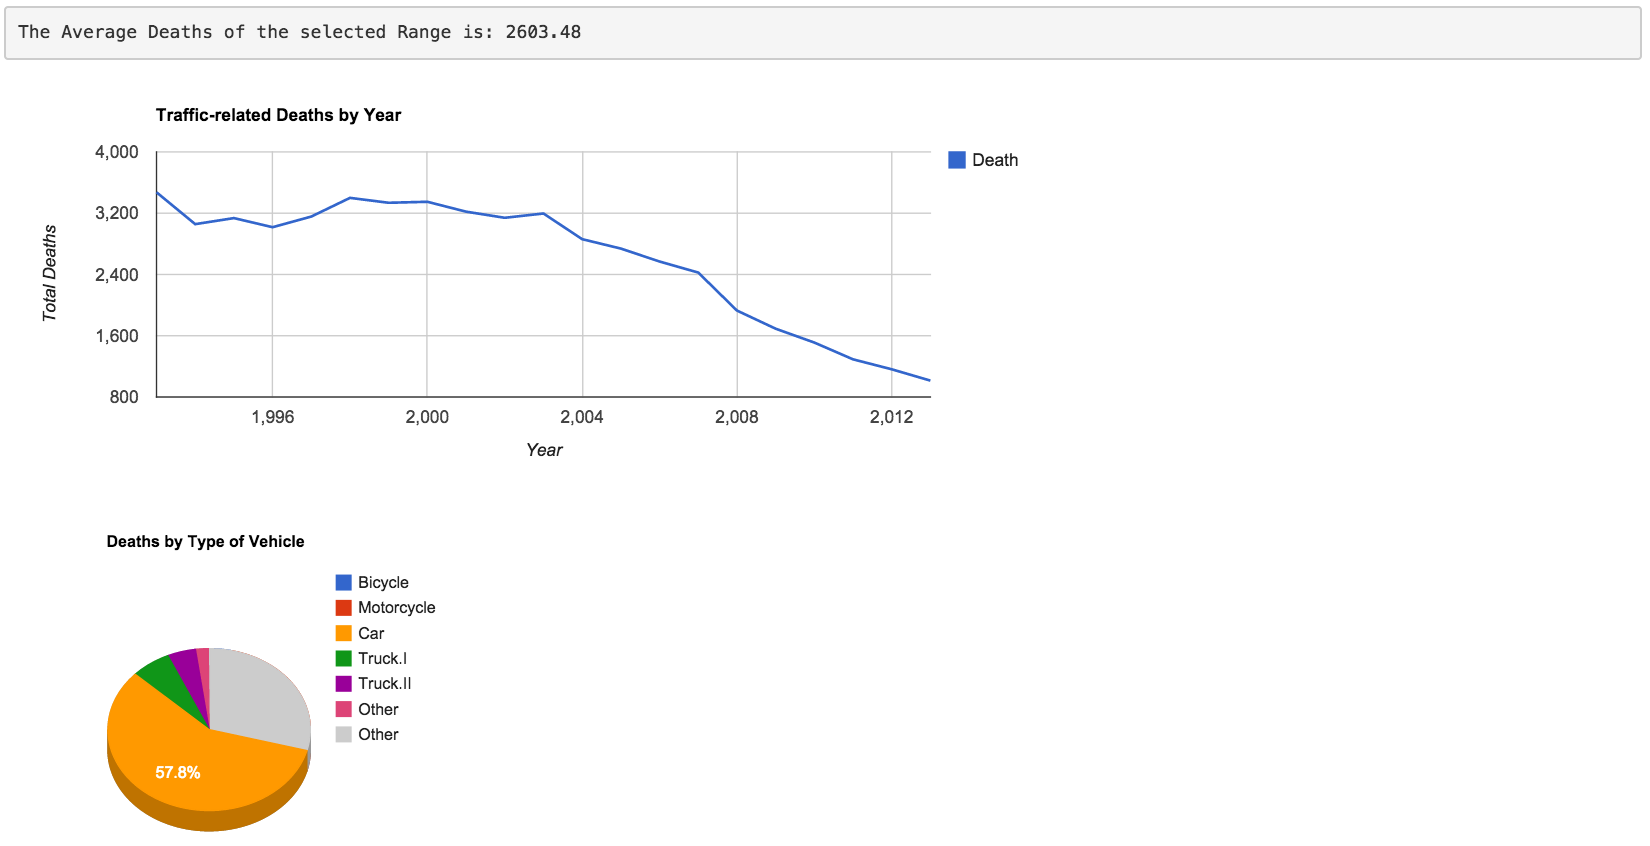 The Average Deaths of the selected Range is: 2603.48
Traffic-related Deaths by Year
4,000
3,200
2,400
1,600
800
Total Deaths
1,996
2,000
2,004
2,008
2,012
Year
Death
Deaths by Type of Vehicle
Bicycle
Motorcycle
Car
Truck.I
Truck.II
Other
Other
57.8%